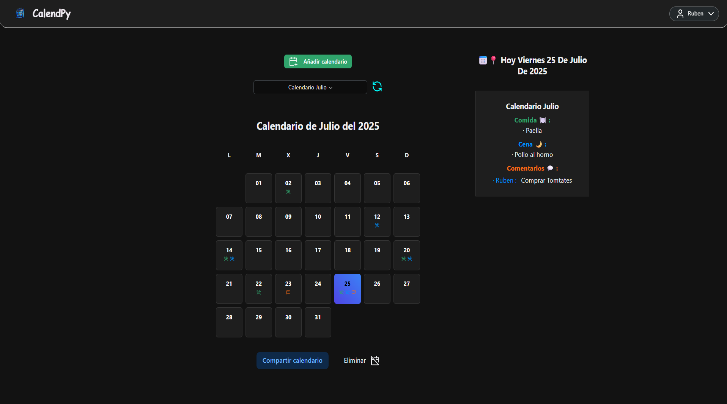 CalendPy
Ruben
Añadir calendario
Calendario Julio
Calendario de Julio del 2025
L M X J V S D
01 02 03 04 05 06
07 08 09 10 11 12 13
14 15 16 17 18 19 20
21 22 23 24 25 26 27
28 29 30 31
Compartir calendario
Eliminar
Hoy Viernes 25 De Julio
De 2025
Calendario Julio
Comida 🍽 :
· Paella
Cena 🌙 :
· Pollo al horno
Comentarios 💬 :
· Ruben : Comprar Tomtates